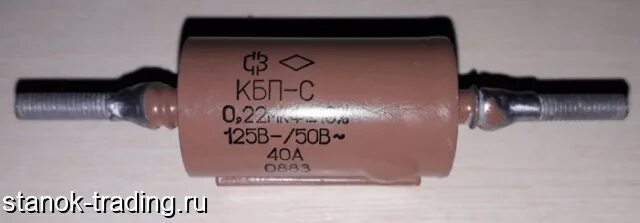 КБП-С
0,22мкФ±10%
125В-/50В~
40А
0883
stanok-trading.ru